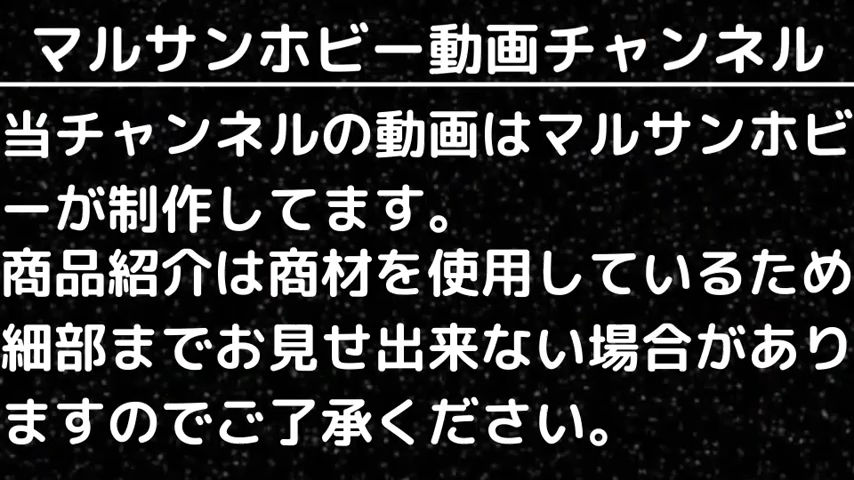 マルサンホビー動画チャンネル
当チャンネルの動画はマルサンホビ
ーが制作してます。
商品紹介は商材を使用しているため
細部までお見せ出来ない場合があり
ますのでご了承ください。